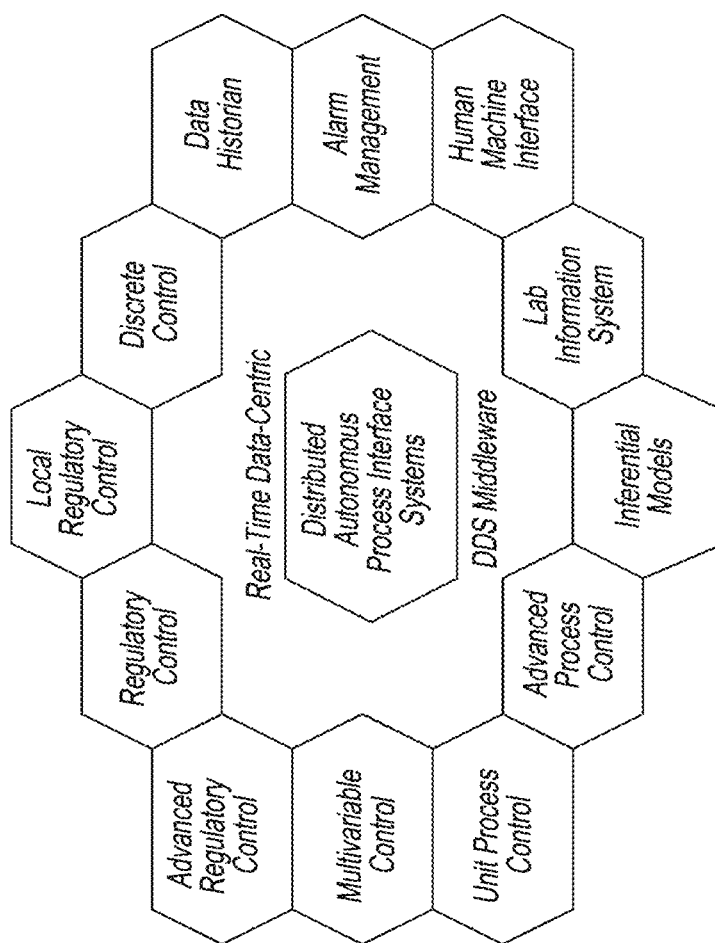 Local
Regulatory
Control
Regulatory
Control
Discrete
Control
Advanced
Regulatory
Control
Data
Historian
Real-Time Data-Centric
Multivariable
Control
Distributed
Autonomous
Process Interface
Systems
Alarm
Management
DDS Middleware
Unit Process
Control
Human
Machine
Interface
Advanced
Process
Control
Lab
Information
System
Inferential
Models